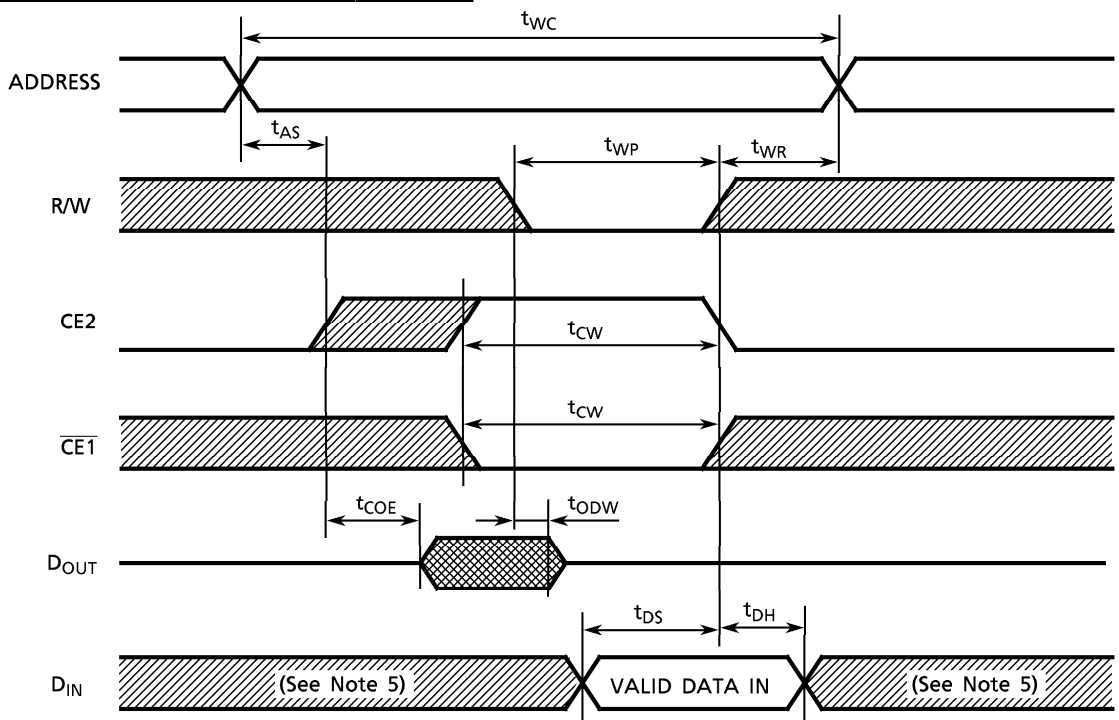 tWC
ADDRESS
tAS
tWP
tWR
R/W
CE2
tCW
tCW
C̅E̅1̅
tCOE
tODW
DOUT
tDS
tDH
DIN
(See Note 5)
VALID DATA IN
(See Note 5)